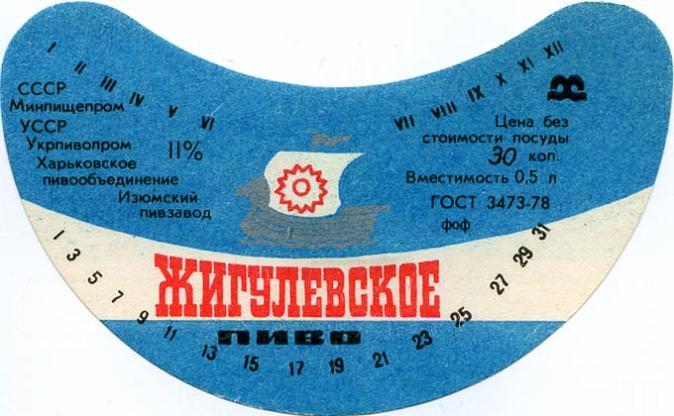 I II III IV V VI
VII VIII IX X XI XII
СССР
Минпищепром
УССР
Укрпивопром
11%
Харьковское
пивообъединение
Изюмский
пивзавод
Цена без
стоимости посуды
30 коп.
Вместимость 0,5 л
ГОСТ 3473-78
фоф
ЖИГУЛЕВСКОЕ
ПИВО
1 3 5 7 9 11 13 15 17 19 21 23 25 27 29 31